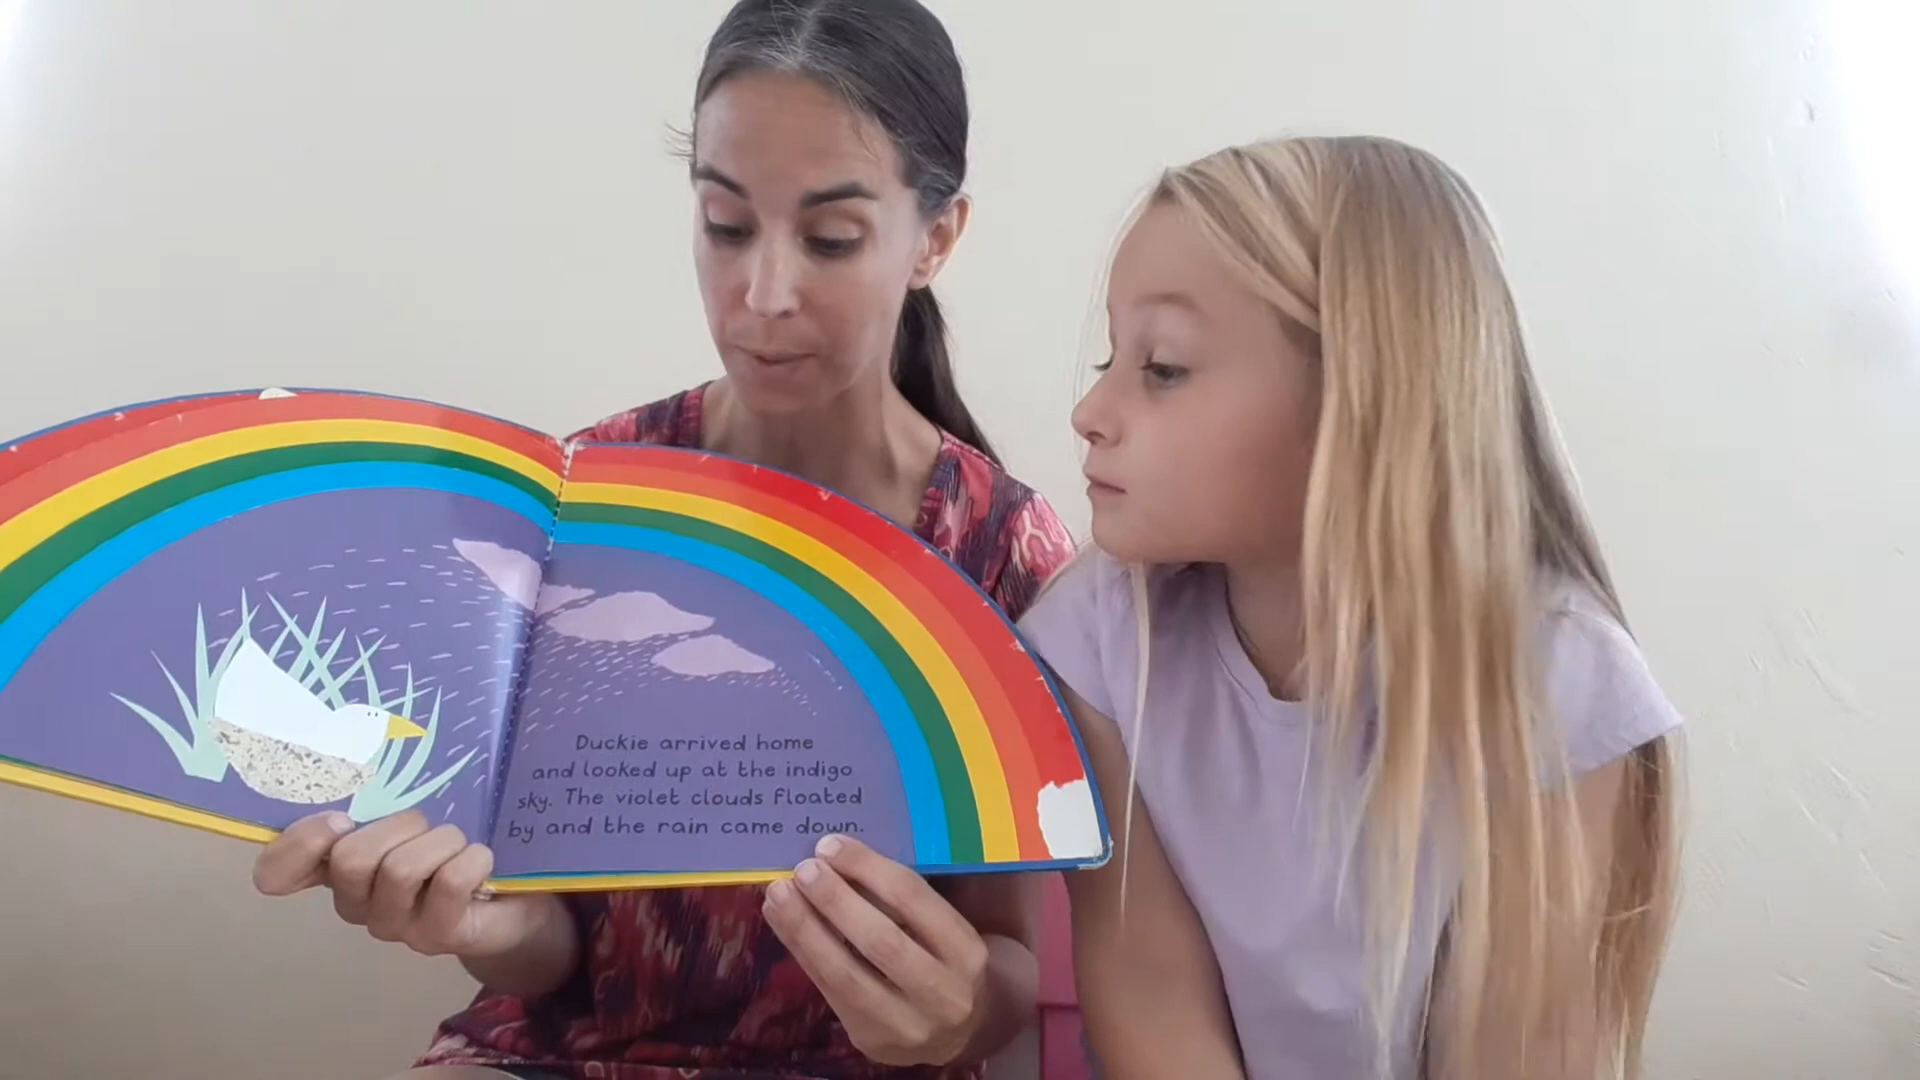 Duckie arrived home
and looked up at the indigo
sky. The violet clouds floated
by and the rain came down.